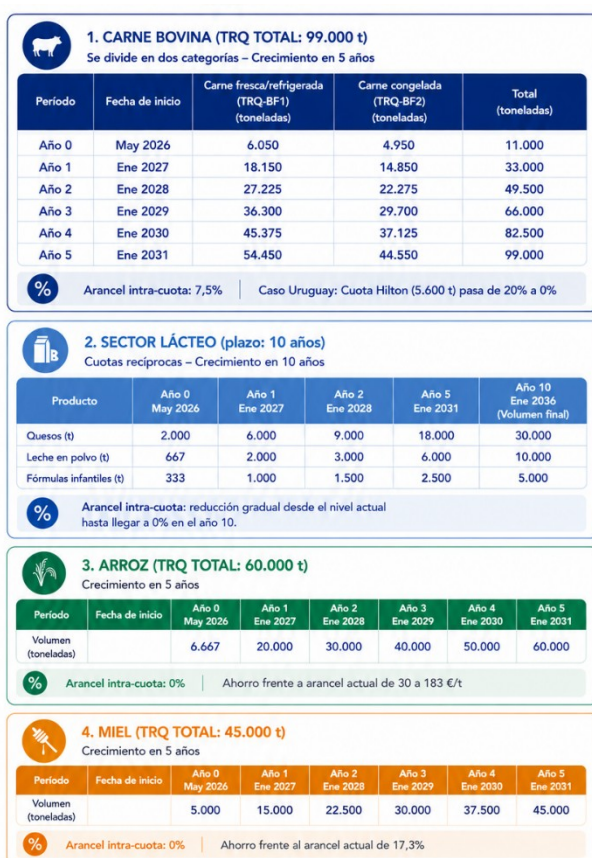 1. CARNE BOVINA (TRQ TOTAL: 99.000 t)
Se divide en dos categorías – Crecimiento en 5 años
Período Fecha de inicio Carne fresca/refrigerada (TRQ-BF1) (toneladas) Carne congelada (TRQ-BF2) (toneladas) Total (toneladas)
Año 0 May 2026 6.050 4.950 11.000
Año 1 Ene 2027 18.150 14.850 33.000
Año 2 Ene 2028 27.225 22.275 49.500
Año 3 Ene 2029 36.300 29.700 66.000
Año 4 Ene 2030 45.375 37.125 82.500
Año 5 Ene 2031 54.450 44.550 99.000
% Arancel intra-cuota: 7,5% | Caso Uruguay: Cuota Hilton (5.600 t) pasa de 20% a 0%
B
2. SECTOR LÁCTEO (plazo: 10 años)
Cuotas recíprocas – Crecimiento en 10 años
Producto Año 0 May 2026 Año 1 Ene 2027 Año 2 Ene 2028 Año 5 Ene 2031 Año 10 Ene 2036 (Volumen final)
Quesos (t) 2.000 6.000 9.000 18.000 30.000
Leche en polvo (t) 667 2.000 3.000 6.000 10.000
Fórmulas infantiles (t) 333 1.000 1.500 2.500 5.000
% Arancel intra-cuota: reducción gradual desde el nivel actual
hasta llegar a 0% en el año 10.
3. ARROZ (TRQ TOTAL: 60.000 t)
Crecimiento en 5 años
Período Fecha de inicio Año 0 May 2026 Año 1 Ene 2027 Año 2 Ene 2028 Año 3 Ene 2029 Año 4 Ene 2030 Año 5 Ene 2031
Volumen (toneladas) 6.667 20.000 30.000 40.000 50.000 60.000
% Arancel intra-cuota: 0% | Ahorro frente a arancel actual de 30 a 183 €/t
4. MIEL (TRQ TOTAL: 45.000 t)
Crecimiento en 5 años
Período Fecha de inicio Año 0 May 2026 Año 1 Ene 2027 Año 2 Ene 2028 Año 3 Ene 2029 Año 4 Ene 2030 Año 5 Ene 2031
Volumen (toneladas) 5.000 15.000 22.500 30.000 37.500 45.000
% Arancel intra-cuota: 0% | Ahorro frente al arancel actual de 17,3%